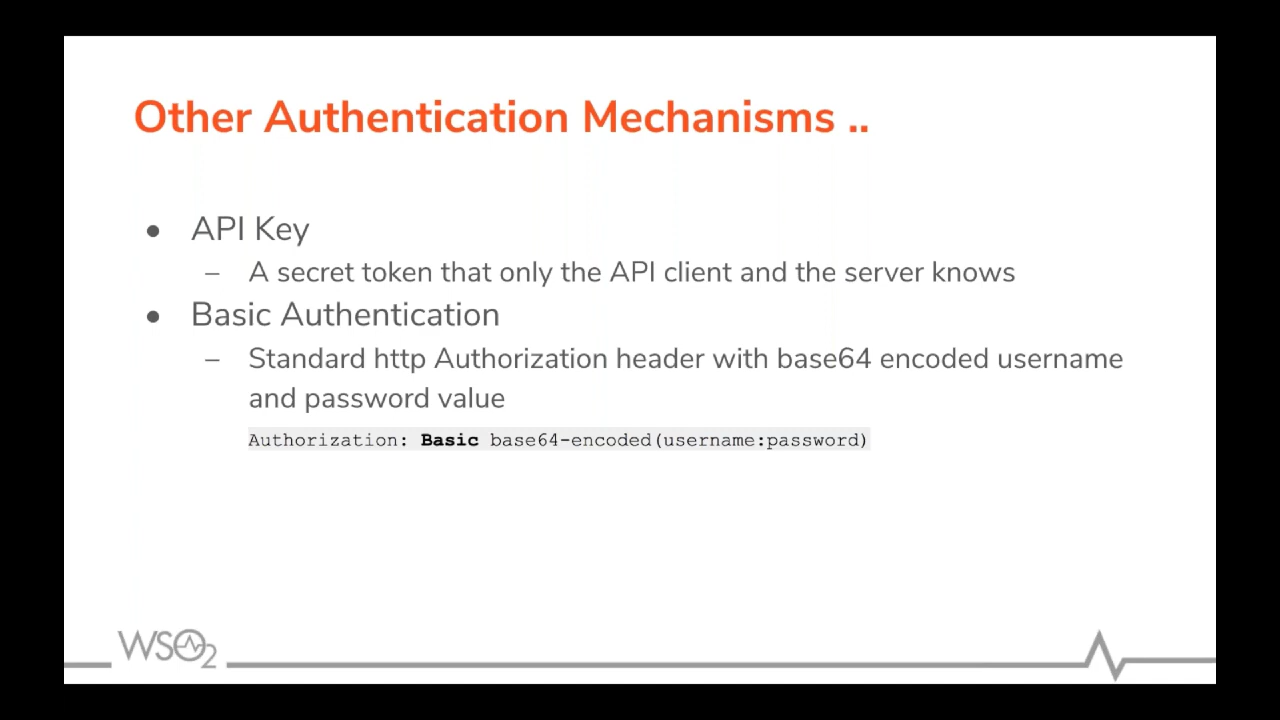 Other Authentication Mechanisms ..
● API Key
– A secret token that only the API client and the server knows
● Basic Authentication
– Standard http Authorization header with base64 encoded username
and password value
Authorization: Basic base64-encoded(username:password)
WSO2